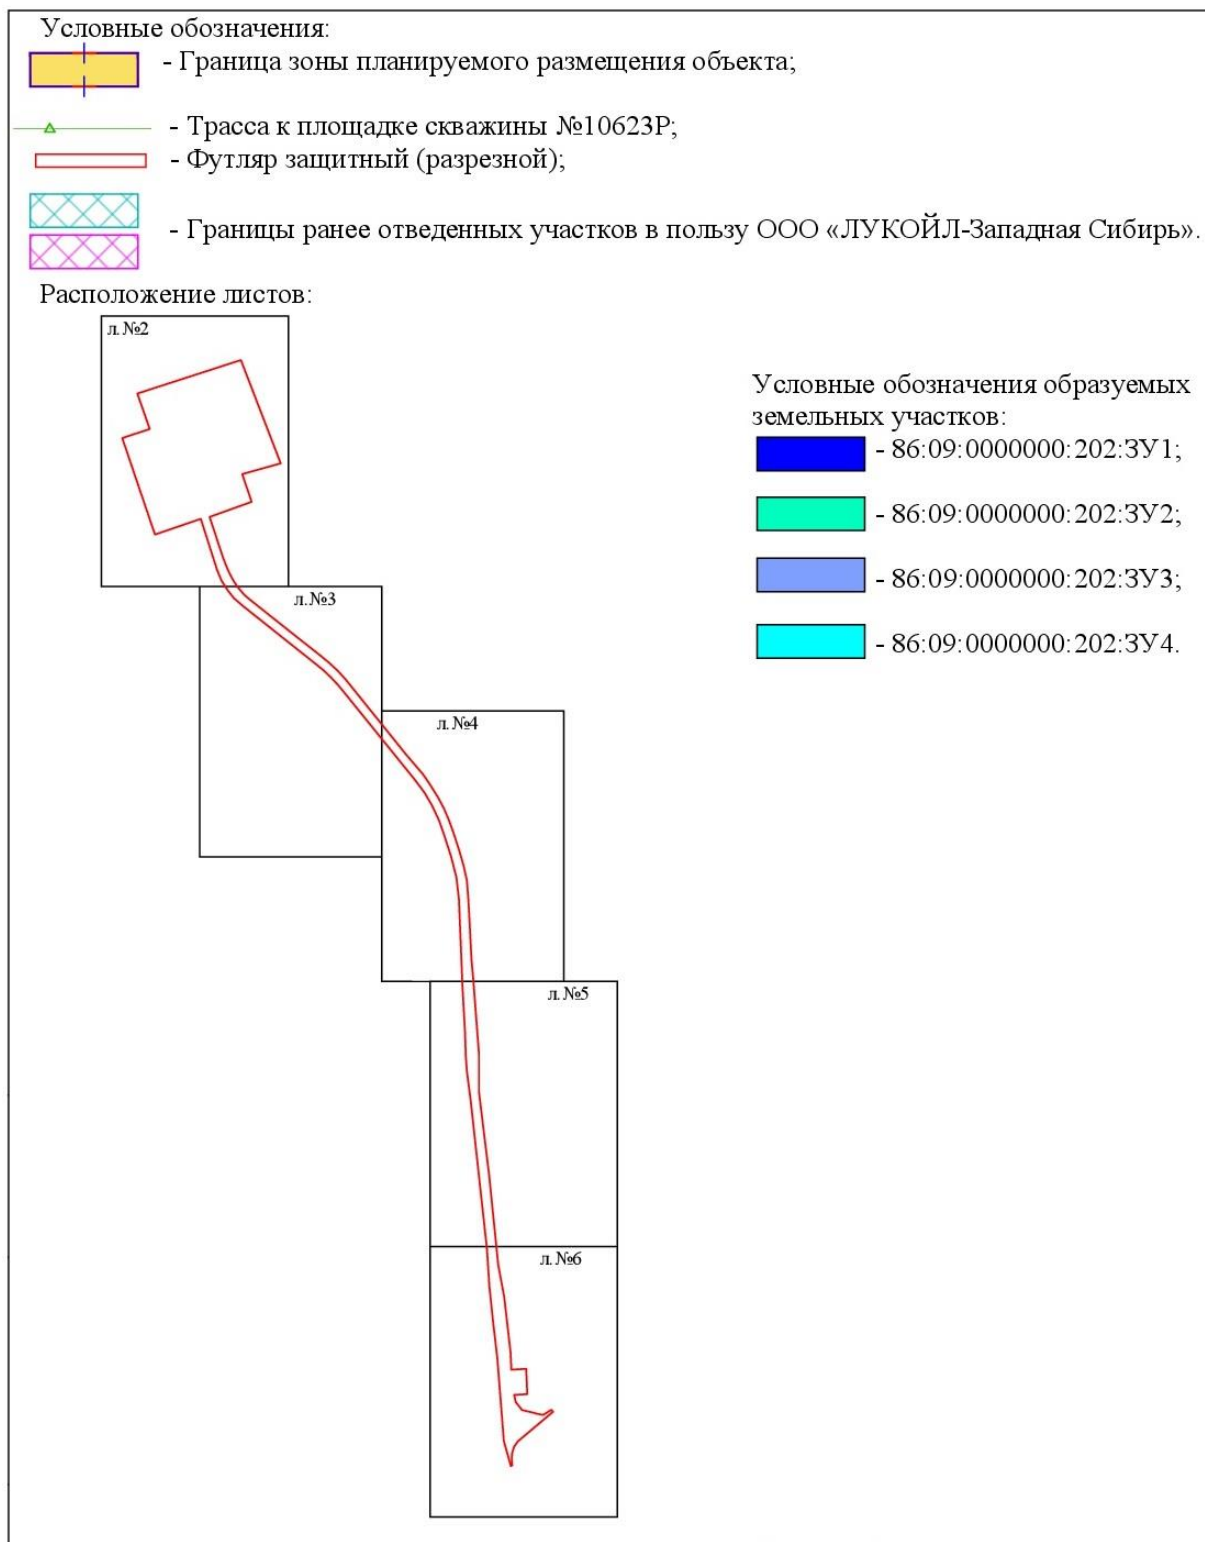 Условные обозначения:
- Граница зоны планируемого размещения объекта;
- Трасса к площадке скважины №10623Р;
- Футляр защитный (разрезной);
- Границы ранее отведенных участков в пользу ООО «ЛУКОЙЛ-Западная Сибирь».
Расположение листов:
л. №2
Условные обозначения образуемых
земельных участков:
- 86:09:0000000:202:ЗУ1;
- 86:09:0000000:202:ЗУ2;
- 86:09:0000000:202:ЗУ3;
- 86:09:0000000:202:ЗУ4.
л. №3
л. №4
л. №5
л. №6